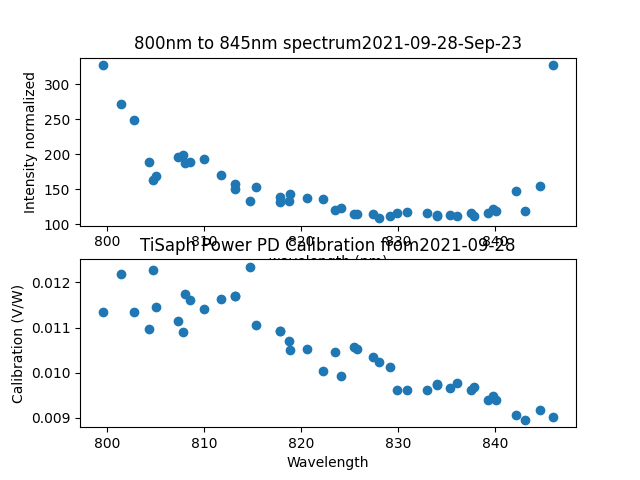 800nm to 845nm spectrum2021-09-28-Sep-23
Intensity normalized
300
250
200
150
100
800 810 820 830 840
wavelength (nm)
TiSaph Power PD Calibration from2021-09-28
Calibration (V/W)
0.012
0.011
0.010
0.009
800 810 820 830 840
Wavelength